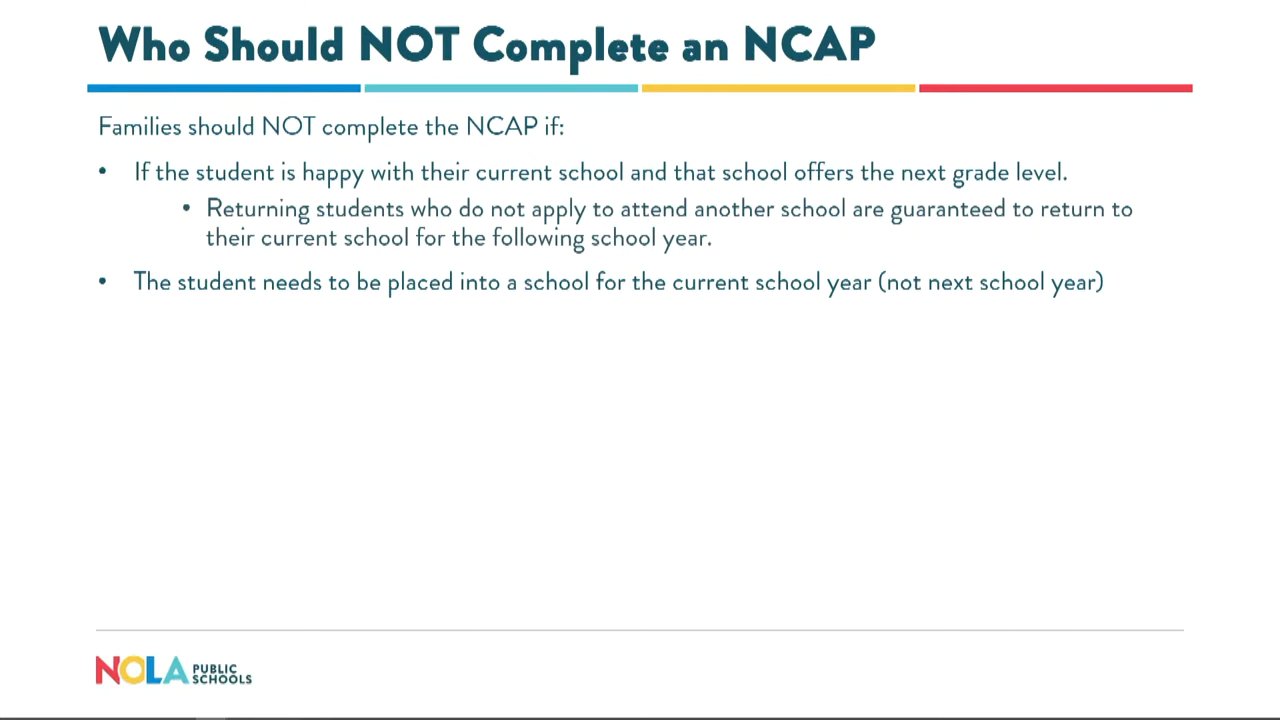 Who Should NOT Complete an NCAP
Families should NOT complete the NCAP if:
• If the student is happy with their current school and that school offers the next grade level.
• Returning students who do not apply to attend another school are guaranteed to return to
their current school for the following school year.
• The student needs to be placed into a school for the current school year (not next school year)
NOLA PUBLIC
SCHOOLS